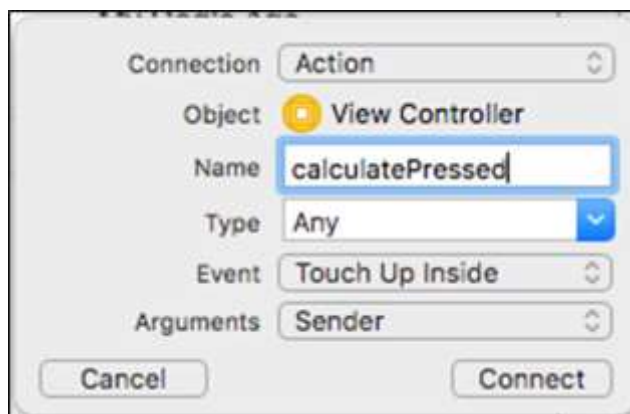 Connection Action
Object View Controller
Name calculatePressed
Type Any
Event Touch Up Inside
Arguments Sender
Cancel Connect